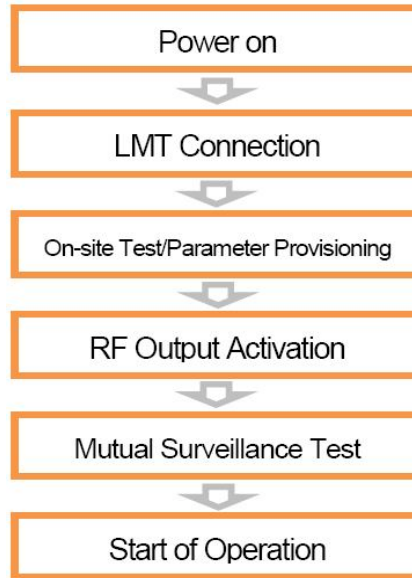 Power on
LMT Connection
On-site Test/Parameter Provisioning
RF Output Activation
Mutual Surveillance Test
Start of Operation